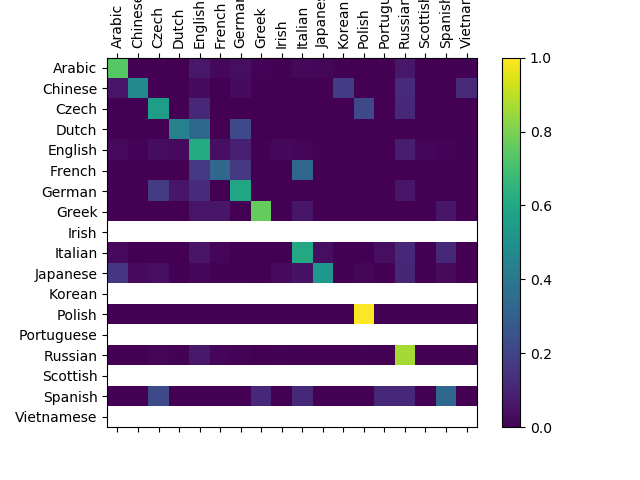 Arabic
Chinese
Czech
Dutch
English
French
German
Greek
Irish
Italian
Japanes
Korean
Polish
Portugu
Russian
Scottish
Spanish
Vietnam
Arabic
Chinese
Czech
Dutch
English
French
German
Greek
Irish
Italian
Japanese
Korean
Polish
Portuguese
Russian
Scottish
Spanish
Vietnamese
1.0
0.8
0.6
0.4
0.2
0.0